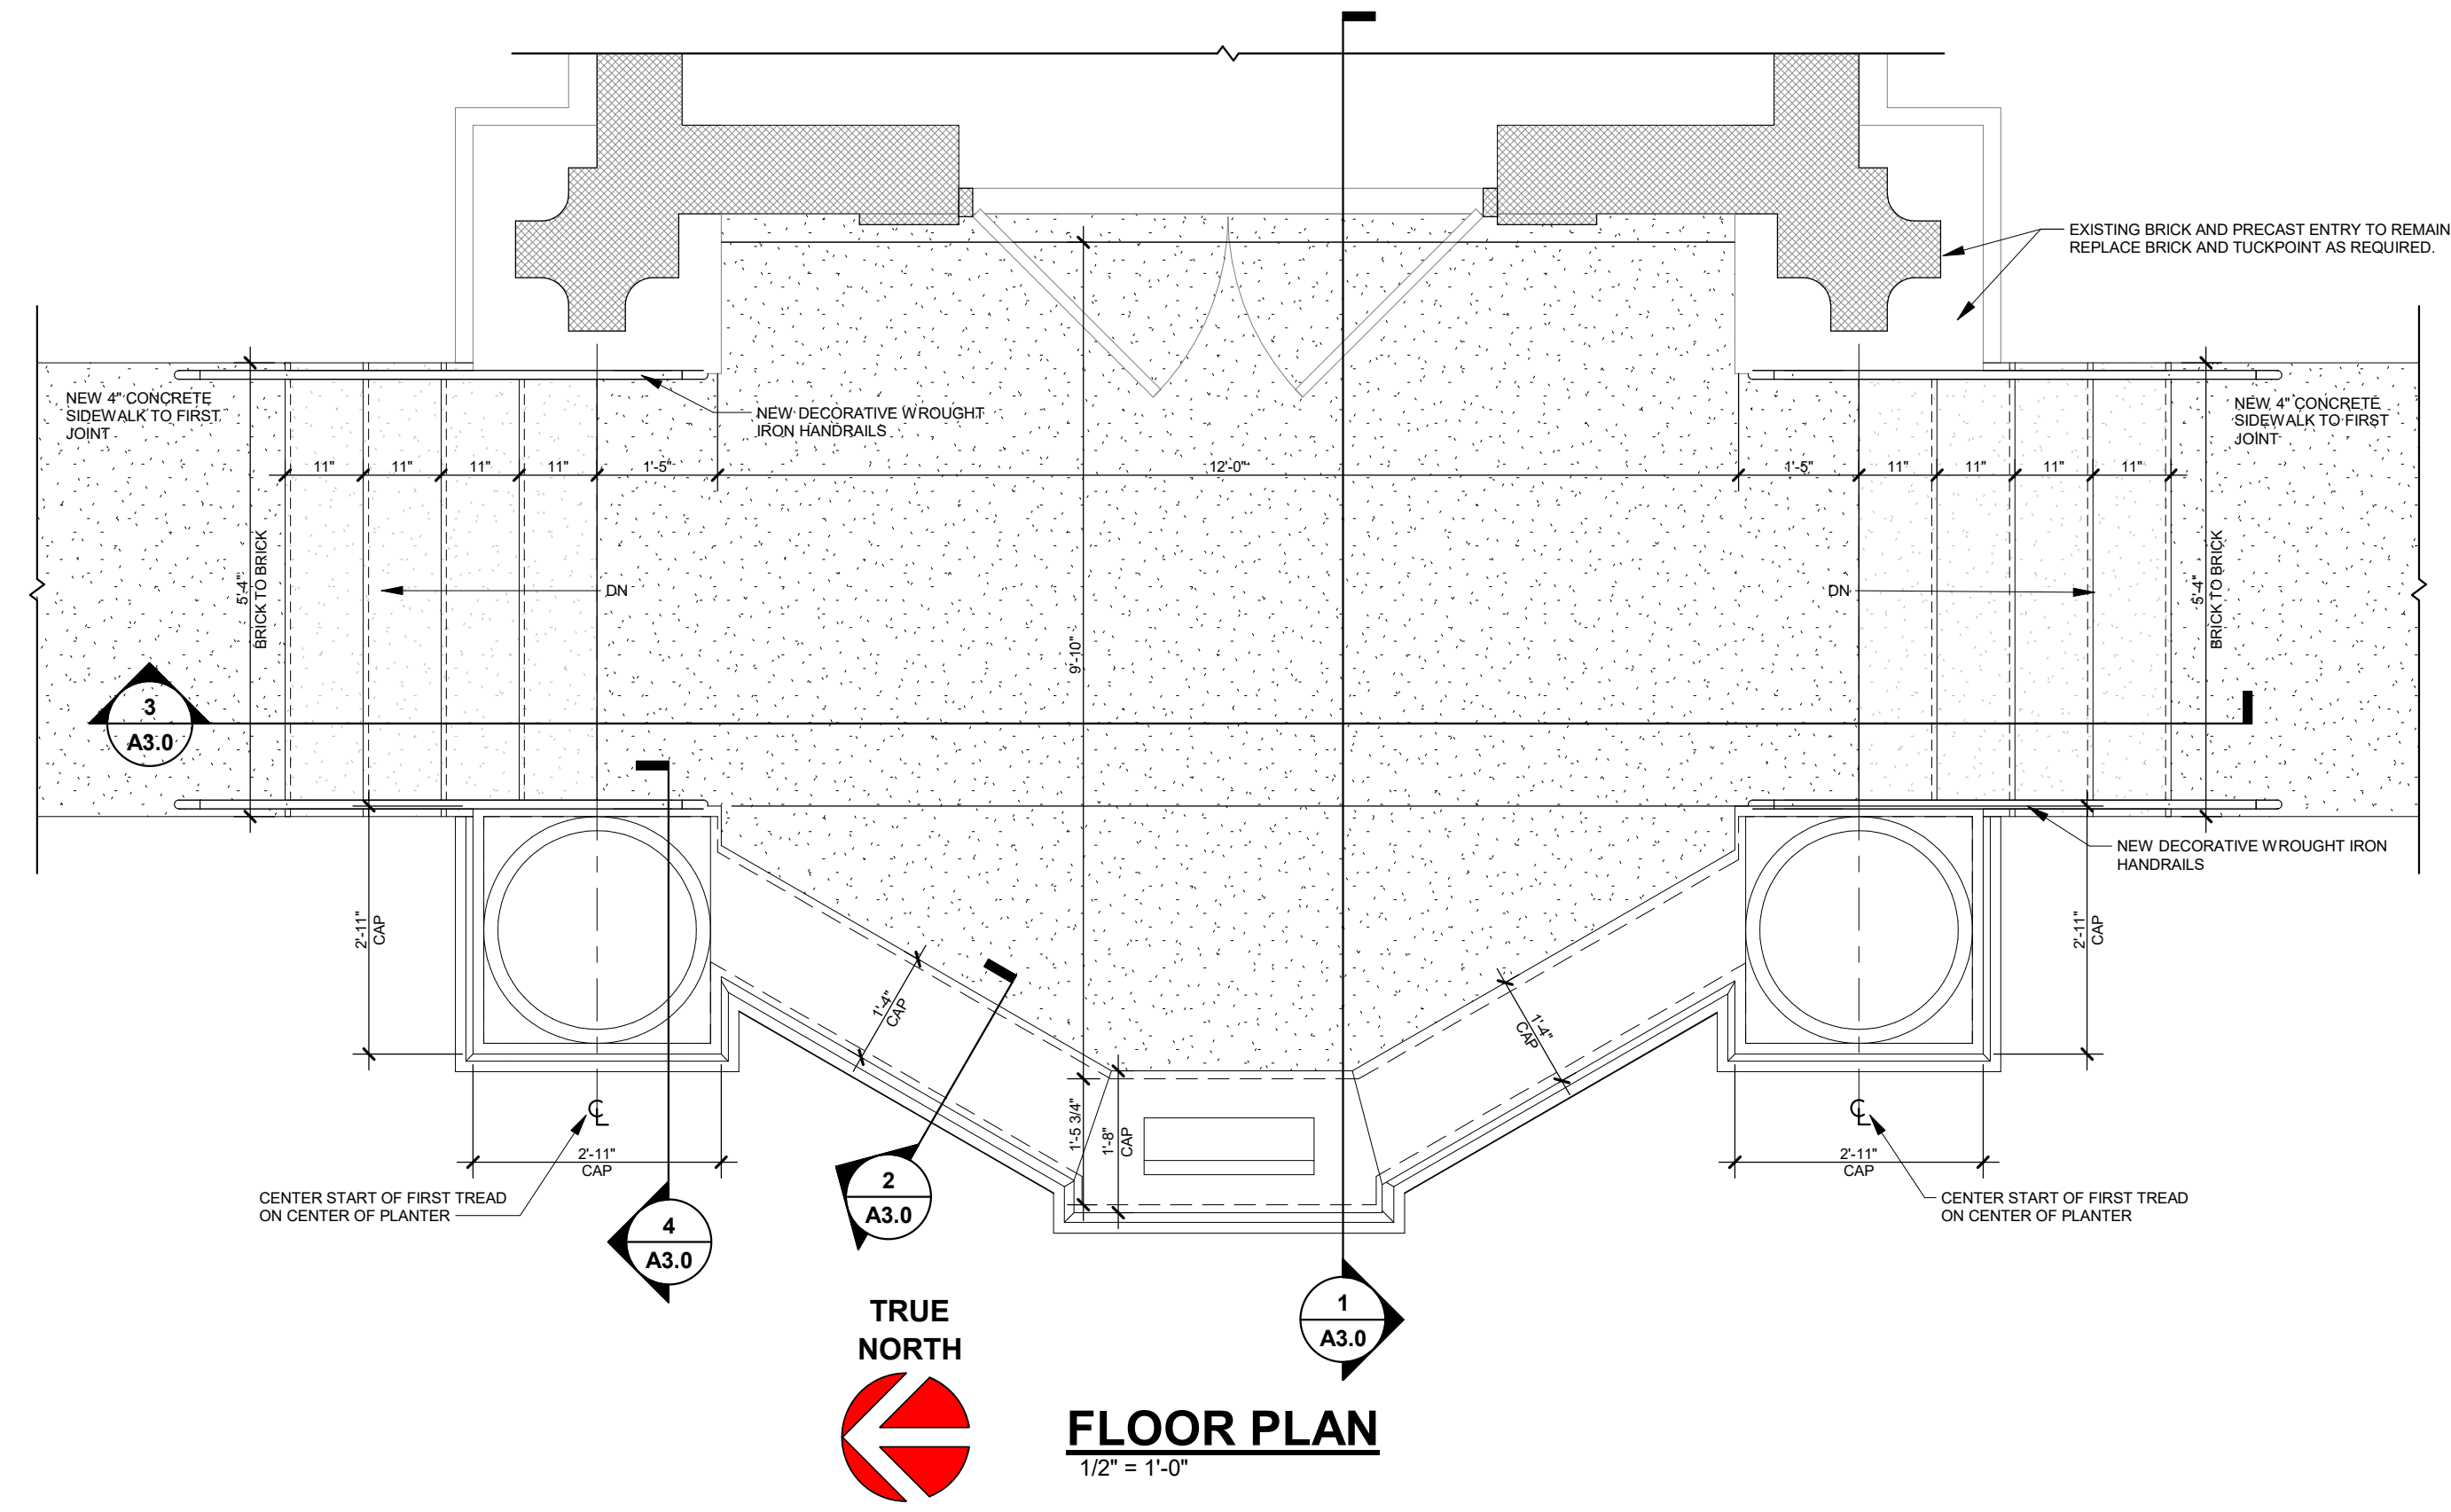 EXISTING BRICK AND PRECAST ENTRY TO REMAIN
REPLACE BRICK AND TUCKPOINT AS REQUIRED.
NEW 4" CONCRETE
SIDEWALK TO FIRST
JOINT
NEW DECORATIVE WROUGHT
IRON HANDRAILS
NEW 4" CONCRETE
SIDEWALK TO FIRST
JOINT
11"
11"
11"
11"
1'-5"
12'-0"
1'-5"
11"
11"
11"
11"
5'-4"
BRICK TO BRICK
DN
9'-10"
DN
5'-4"
BRICK TO BRICK
3
A3.0
NEW DECORATIVE WROUGHT IRON
HANDRAILS
2'-11"
CAP
1'-4"
CAP
1'-4"
CAP
2'-11"
CAP
1'-5 3/4"
1'-8"
CAP
CL
CL
2'-11"
CAP
2'-11"
CAP
CENTER START OF FIRST TREAD
ON CENTER OF PLANTER
4
A3.0
2
A3.0
CENTER START OF FIRST TREAD
ON CENTER OF PLANTER
1
A3.0
TRUE
NORTH
FLOOR PLAN
1/2" = 1'-0"